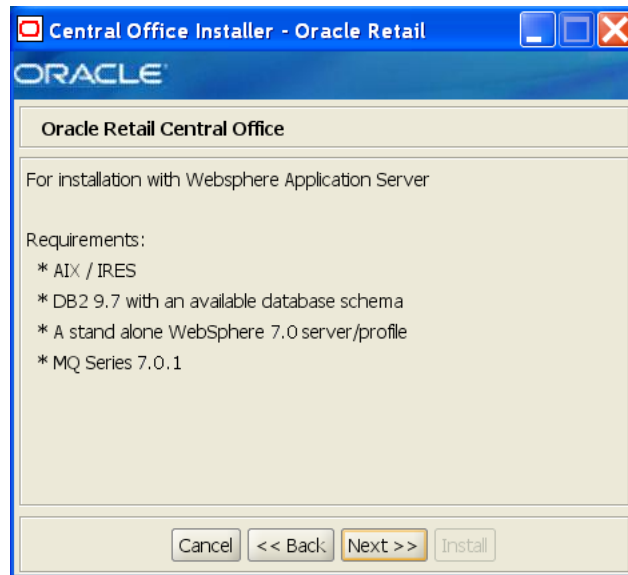 Central Office Installer - Oracle Retail
ORACLE
Oracle Retail Central Office
For installation with Websphere Application Server
Requirements:
* AIX / IRES
* DB2 9.7 with an available database schema
* A stand alone WebSphere 7.0 server/profile
* MQ Series 7.0.1
Cancel << Back Next >> Install